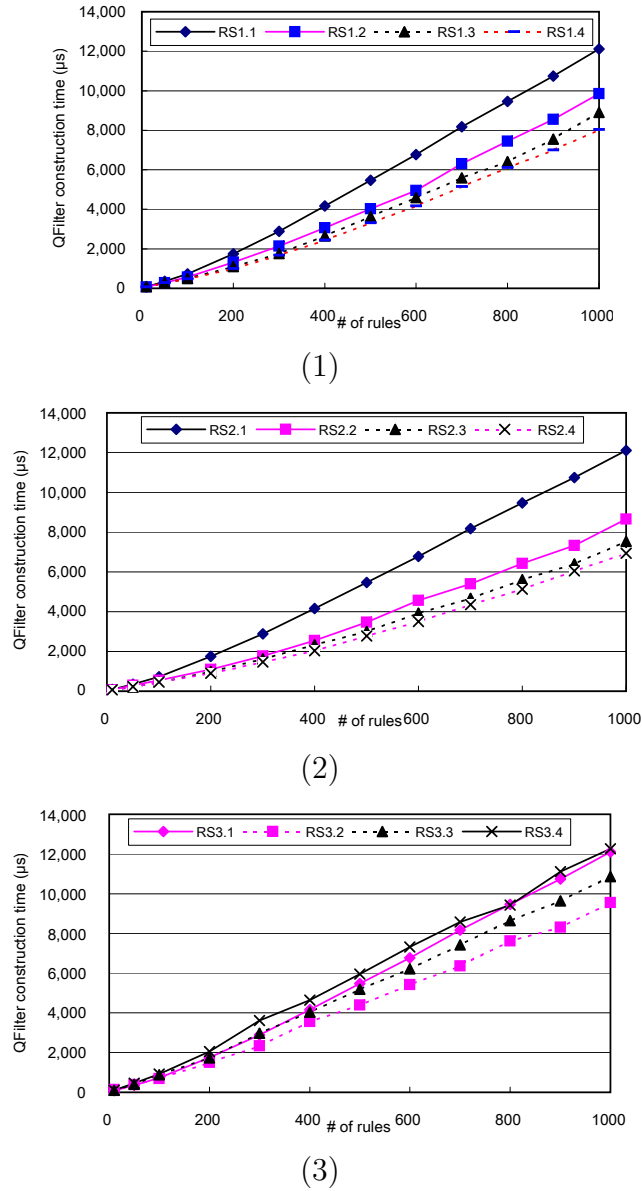 14,000
RS1.1 RS1.2 RS1.3 RS1.4
12,000
10,000
8,000
6,000
4,000
2,000
0
QFilter construction time (µs)
0 200 400 600 800 1000
# of rules
(1)
14,000
RS2.1 RS2.2 RS2.3 RS2.4
12,000
10,000
8,000
6,000
4,000
2,000
0
QFilter construction time (µs)
0 200 400 600 800 1000
# of rules
(2)
14,000
RS3.1 RS3.2 RS3.3 RS3.4
12,000
10,000
8,000
6,000
4,000
2,000
0
QFilter construction time (µs)
0 200 400 600 800 1000
# of rules
(3)